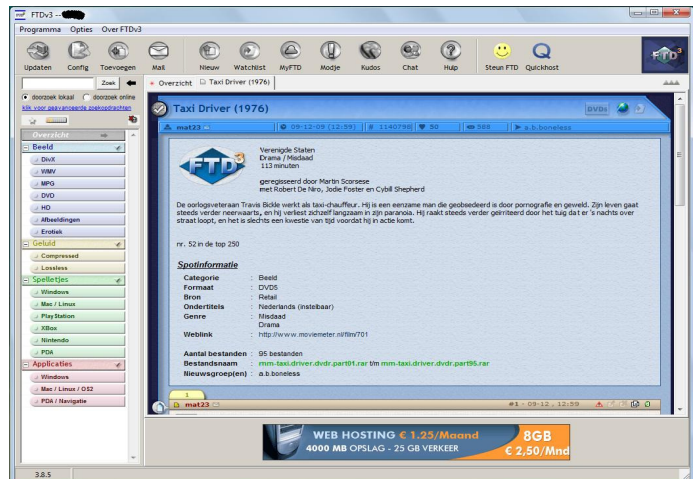 FTDv3 --
Programma Opties Over FTDv3
Updaten Config Toevoegen Mail Nieuw Watchlist MyFTD Modje Kudos Chat Hulp Steun FTD Quickhost
FTD3
Zoek
Overzicht Taxi Driver (1976)
doorzoek lokaal doorzoek online
klik voor geavanceerde zoekopdrachten
Overzicht
Beeld
DivX
WMV
MPG
DVD
HD
Afbeeldingen
Erotiek
Geluid
Compressed
Lossless
Spelletjes
Windows
Mac / Linux
PlayStation
XBox
Nintendo
PDA
Applicaties
Windows
Mac / Linux / OS2
PDA / Navigatie
Taxi Driver (1976)
DVD5
mat23 09-12-09 (12:59) # 1140798 50 508 a.b.boneless
FTD3
Verenigde Staten
Drama / Misdaad
113 minuten
geregisseerd door Martin Scorsese
met Robert De Niro, Jodie Foster en Cybill Shepherd
De oorlogsveteraan Travis Bickle werkt als taxi-chauffeur. Hij is een eenzame man die geobsedeerd is door pornografie en geweld. Zijn leven gaat
steeds verder neerwaarts, en hij verliest zichzelf langzaam in zijn paranoia. Hij raakt steeds verder geïrriteerd door het tuig dat er 's nachts over
straat loopt, en het is slechts een kwestie van tijd voordat hij in actie komt.
nr. 52 in de top 250
Spotinformatie
Categorie : Beeld
Formaat : DVD5
Bron : Retail
Ondertitels : Nederlands (instelbaar)
Genre : Misdaad
Drama
Weblink : http://www.moviemeter.nl/film/701
Aantal bestanden : 95 bestanden
Bestandsnaam : mm-taxi.driver.dvdr.part01.rar t/m mm-taxi.driver.dvdr.part95.rar
Nieuwsgroep(en) : a.b.boneless
1
mat23 #1 - 09-12, 12:59
WEB HOSTING € 1.25/Maand
4000 MB OPSLAG - 25 GB VERKEER
8GB
€ 2,50/Mnd
3.8.5